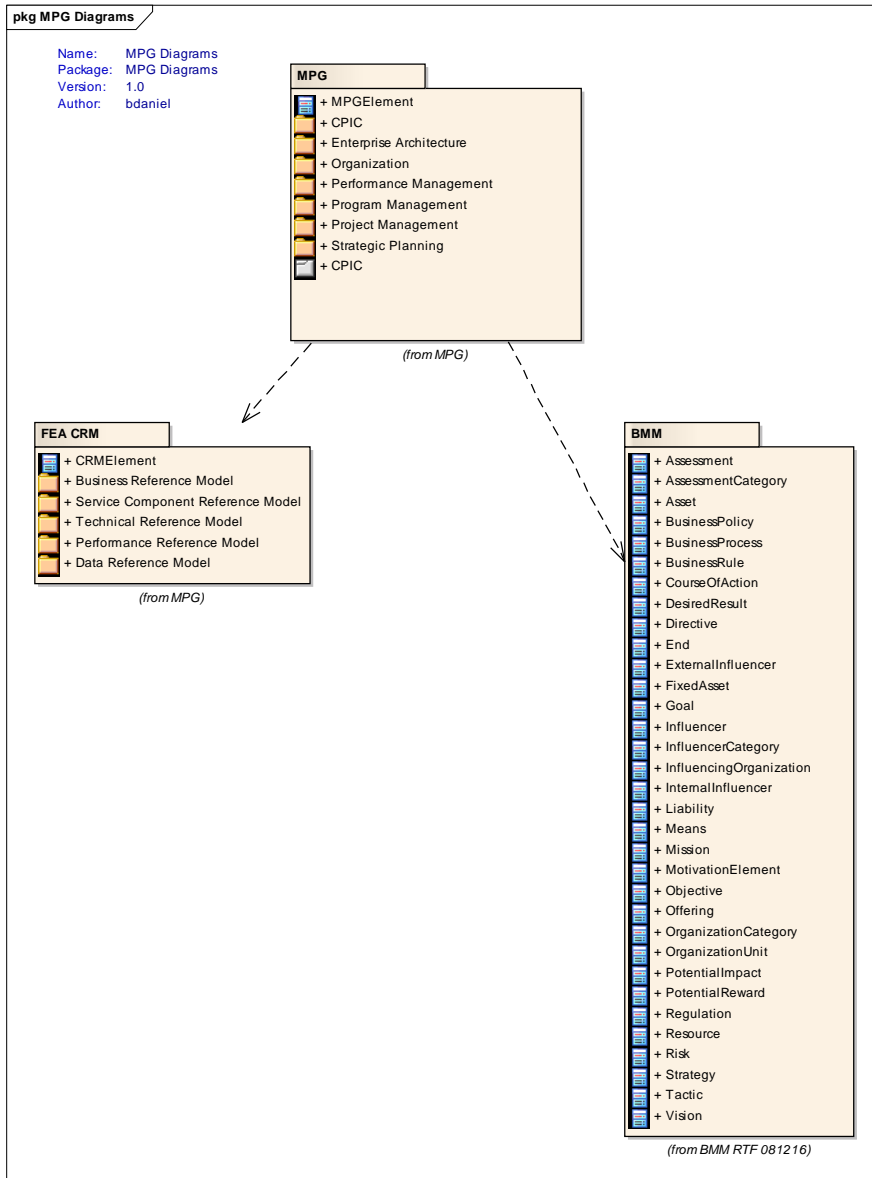 pkg MPG Diagrams
Name: MPG Diagrams
Package: MPG Diagrams
Version: 1.0
Author: bdaniel
MPG
+ MPGElement
+ CPIC
+ Enterprise Architecture
+ Organization
+ Performance Management
+ Program Management
+ Project Management
+ Strategic Planning
+ CPIC
(from MPG)
FEA CRM
+ CRMElement
+ Business Reference Model
+ Service Component Reference Model
+ Technical Reference Model
+ Performance Reference Model
+ Data Reference Model
(from MPG)
BMM
+ Assessment
+ AssessmentCategory
+ Asset
+ BusinessPolicy
+ BusinessProcess
+ BusinessRule
+ CourseOfAction
+ DesiredResult
+ Directive
+ End
+ ExternalInfluencer
+ FixedAsset
+ Goal
+ Influencer
+ InfluencerCategory
+ InfluencingOrganization
+ InternalInfluencer
+ Liability
+ Means
+ Mission
+ MotivationElement
+ Objective
+ Offering
+ OrganizationCategory
+ OrganizationUnit
+ PotentialImpact
+ PotentialReward
+ Regulation
+ Resource
+ Risk
+ Strategy
+ Tactic
+ Vision
(from BMM RTF 081216)